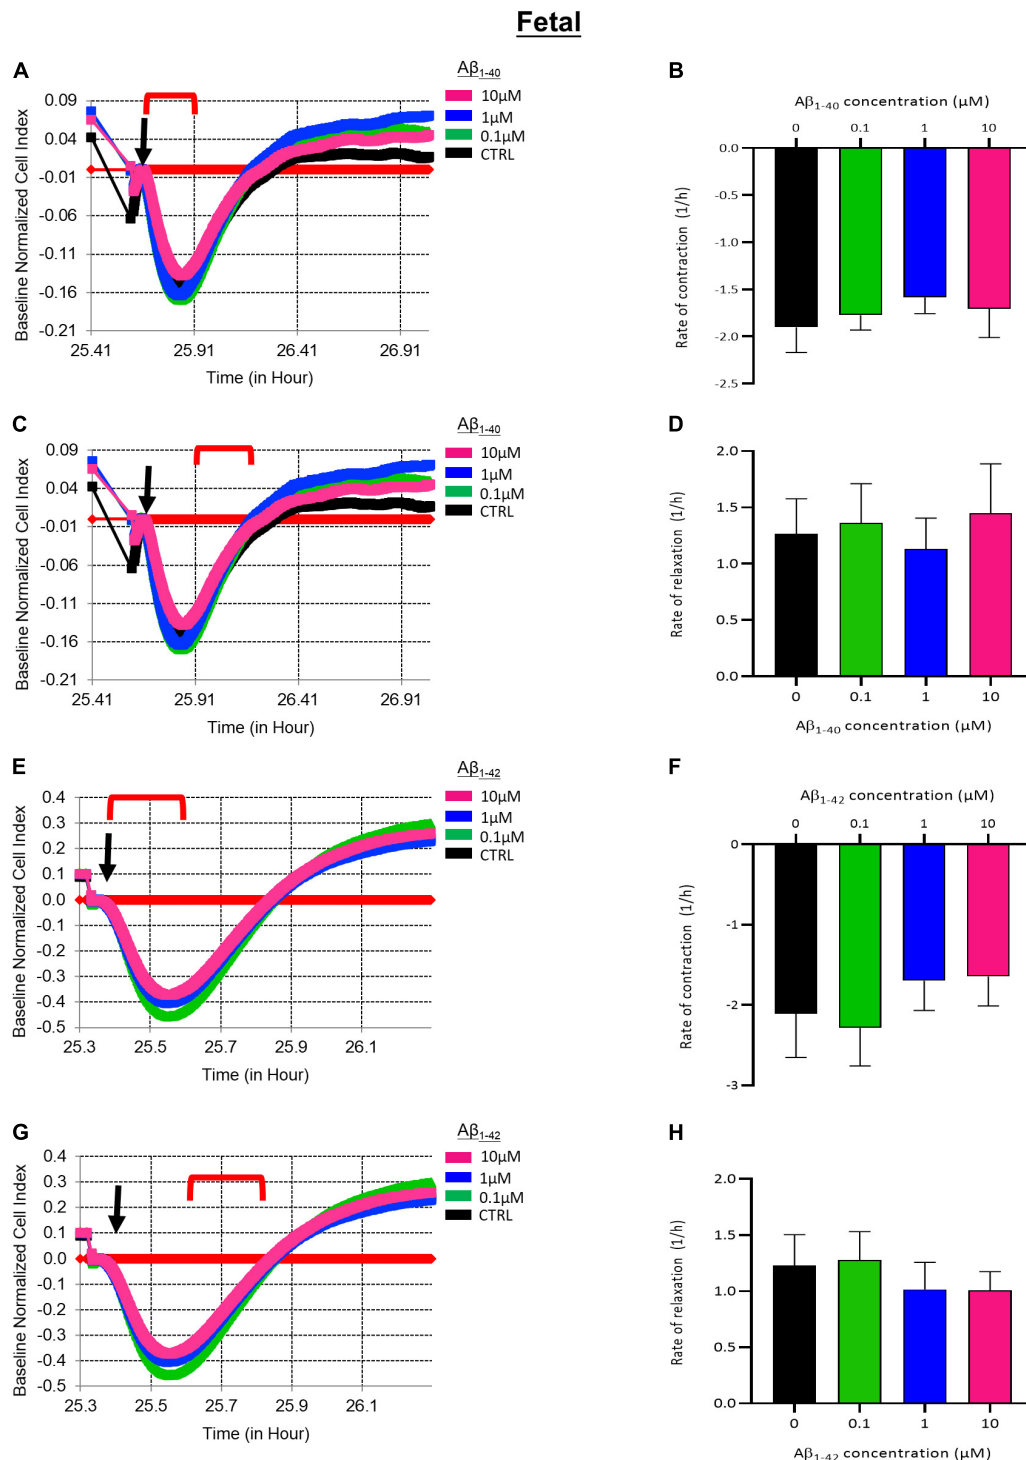 Fetal
A
Aβ1-40
10µM
1µM
0.1µM
CTRL
0.09
0.04
-0.01
-0.06
-0.11
-0.16
-0.21
25.41 25.91 26.41 26.91
Baseline Normalized Cell Index
Time (in Hour)
B
Aβ1-40 concentration (µM)
0 0.1 1 10
0.0
-0.5
-1.0
-1.5
-2.0
-2.5
Rate of contraction (1/h)
C
Aβ1-40
10µM
1µM
0.1µM
CTRL
0.09
0.04
-0.01
-0.06
-0.11
-0.16
-0.21
25.41 25.91 26.41 26.91
Baseline Normalized Cell Index
Time (in Hour)
D
2.0
1.5
1.0
0.5
0.0
Rate of relaxation (1/h)
0 0.1 1 10
Aβ1-40 concentration (µM)
E
Aβ1-42
10µM
1µM
0.1µM
CTRL
0.4
0.3
0.2
0.1
0.0
-0.1
-0.2
-0.3
-0.4
-0.5
25.3 25.5 25.7 25.9 26.1
Baseline Normalized Cell Index
Time (in Hour)
F
Aβ1-42 concentration (µM)
0 0.1 1 10
0
-1
-2
-3
Rate of contraction (1/h)
G
Aβ1-42
10µM
1µM
0.1µM
CTRL
0.4
0.3
0.2
0.1
0.0
-0.1
-0.2
-0.3
-0.4
-0.5
25.3 25.5 25.7 25.9 26.1
Baseline Normalized Cell Index
Time (in Hour)
H
2.0
1.5
1.0
0.5
0.0
Rate of relaxation (1/h)
0 0.1 1 10
Aβ1-42 concentration (µM)